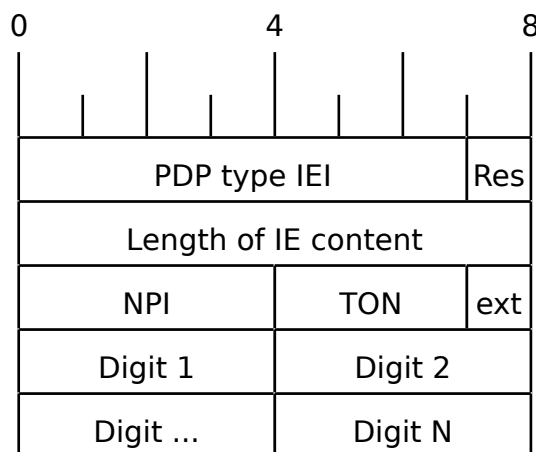 0 4 8
PDP type IEI Res
Length of IE content
NPI TON ext
Digit 1 Digit 2
Digit ... Digit N